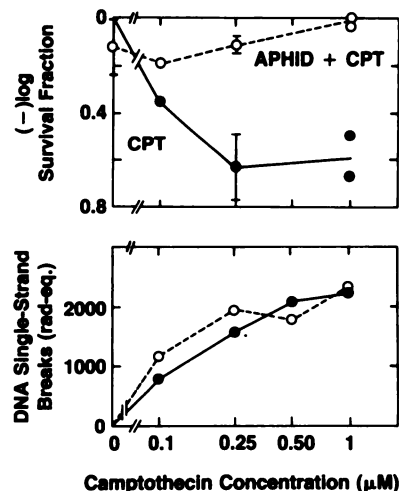 0
0.4
0.8
(−)log
Survival Fraction
APHID + CPT
CPT
2000
1000
0
DNA Single-Strand
Breaks (rad-eq.)
0 0.1 0.25 0.50 1
Camptothecin Concentration (μM)